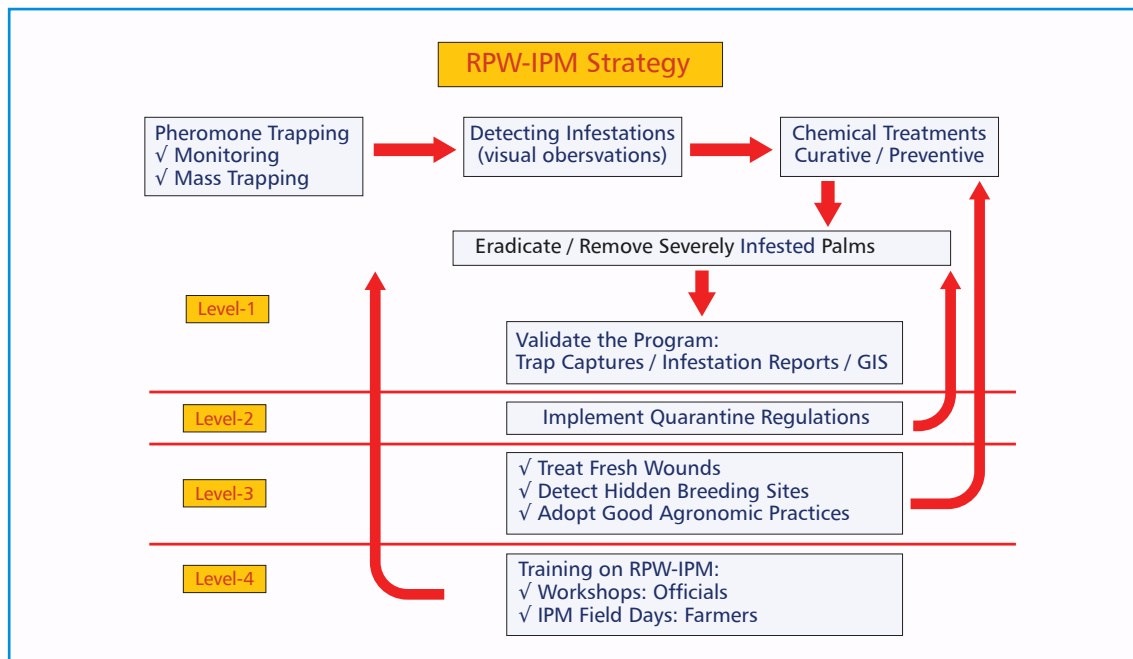 RPW-IPM Strategy
Pheromone Trapping
√ Monitoring
√ Mass Trapping
Detecting Infestations
(visual obersvations)
Chemical Treatments
Curative / Preventive
Eradicate / Remove Severely Infested Palms
Level-1
Validate the Program:
Trap Captures / Infestation Reports / GIS
Level-2
Implement Quarantine Regulations
Level-3
√ Treat Fresh Wounds
√ Detect Hidden Breeding Sites
√ Adopt Good Agronomic Practices
Level-4
Training on RPW-IPM:
√ Workshops: Officials
√ IPM Field Days: Farmers